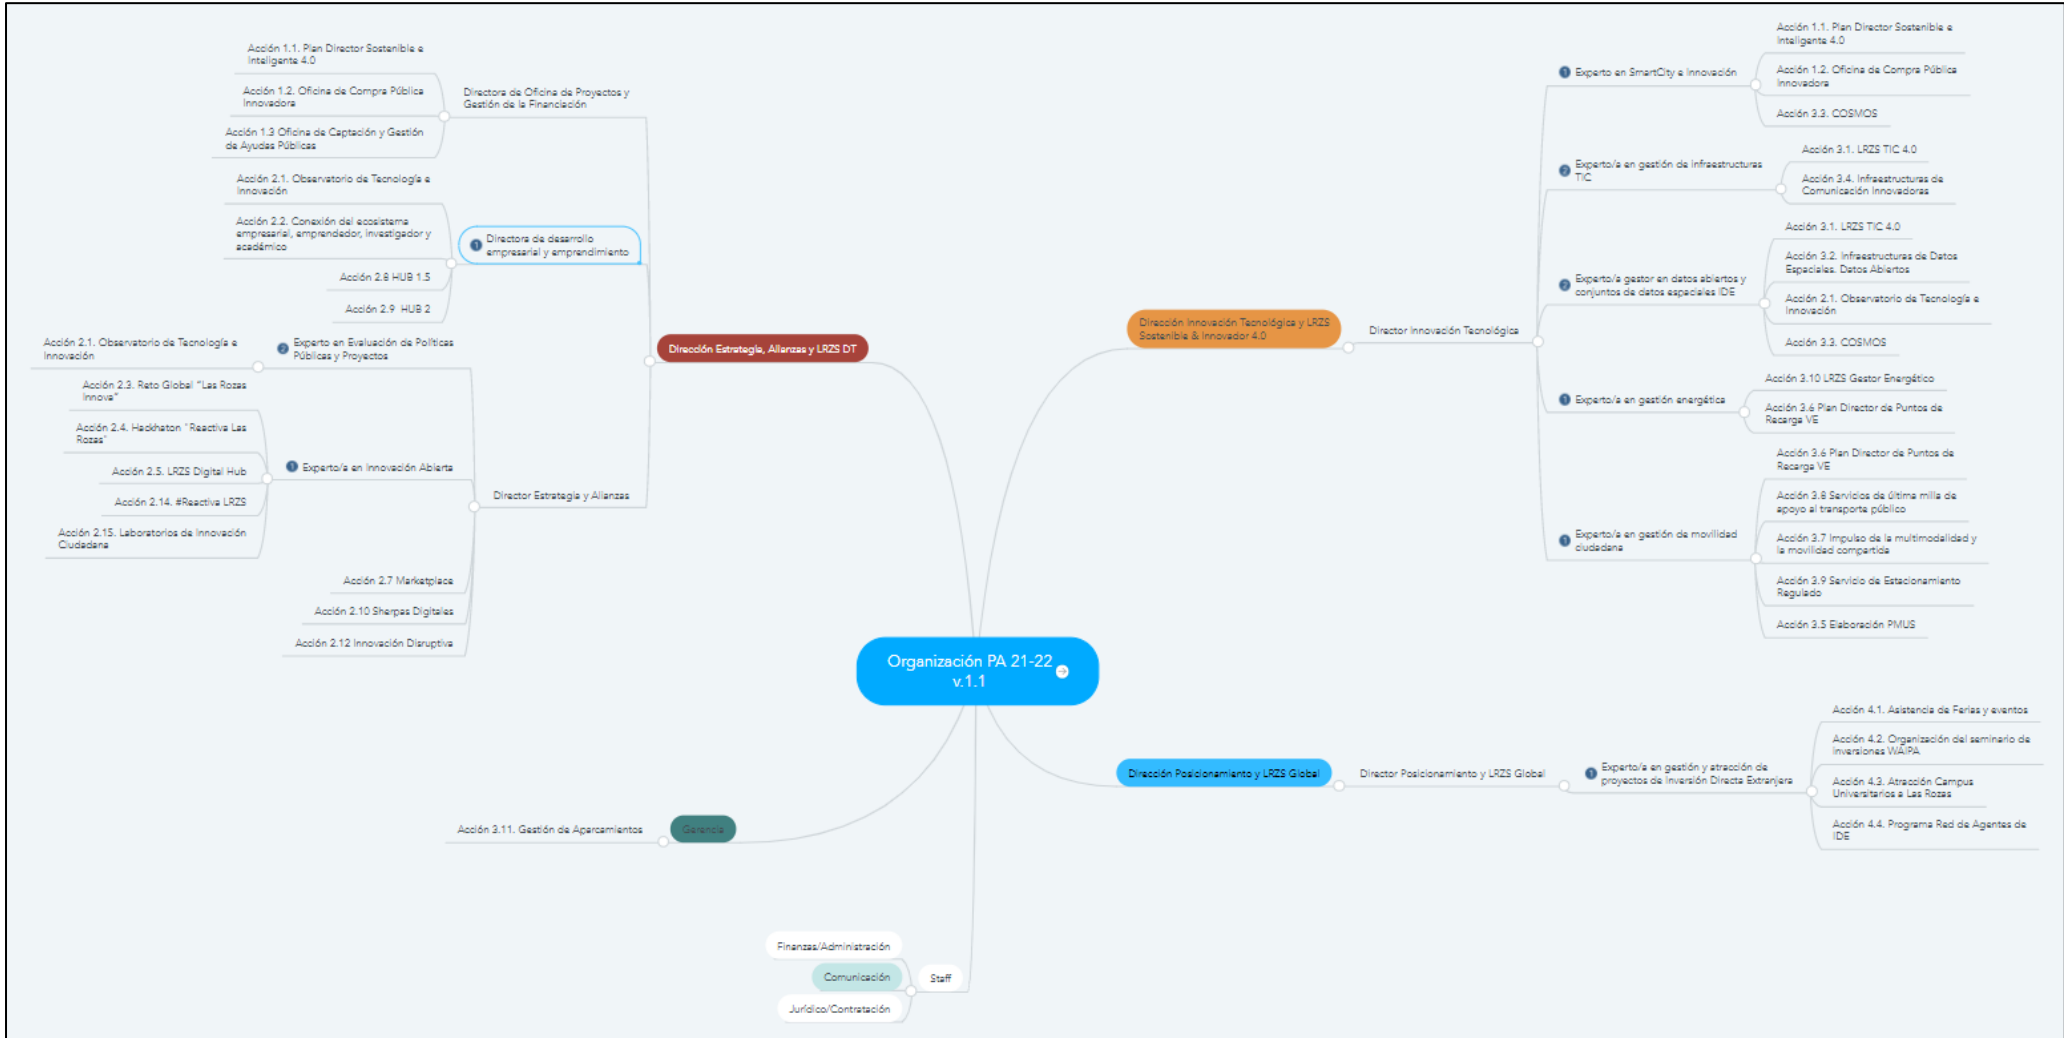 Acción 1.1. Plan Director Sostenible e
Inteligente 4.0
Acción 1.2. Oficina de Compra Pública
Innovadora
Acción 1.3 Oficina de Captación y Gestión
de Ayudas Públicas
Directora de Oficina de Proyectos y
Gestión de la Financiación
Acción 2.1. Observatorio de Tecnología e
Innovación
Acción 2.2. Conexión del ecosistema
empresarial, emprendedor, investigador y
académico
Acción 2.8 HUB 1.5
Acción 2.9 HUB 2
1 Directora de desarrollo
empresarial y emprendimiento
Acción 2.1. Observatorio de Tecnología e
Innovación
2 Experto en Evaluación de Políticas
Públicas y Proyectos
Acción 2.3. Reto Global "Las Rozas
Innova"
Acción 2.4. Hackhaton "Reactiva Las
Rozas"
Acción 2.5. LRZS Digital Hub
Acción 2.14. #Reactiva LRZS
Acción 2.15. Laboratorios de Innovación
Ciudadana
1 Experto/a en Innovación Abierta
Acción 2.7 Marketplace
Acción 2.10 Sherpas Digitales
Acción 2.12 Innovación Disruptiva
Director Estrategia y Alianzas
Dirección Estrategia, Alianzas y LRZS DT
Organización PA 21-22
v.1.1
Acción 3.11. Gestión de Aparcamientos
Gerencia
Finanzas/Administración
Comunicación
Jurídico/Contratación
Staff
Dirección Innovación Tecnológica y LRZS
Sostenible & Innovador 4.0
Director Innovación Tecnológica
1 Experto en SmartCity e Innovación
Acción 1.1. Plan Director Sostenible e
Inteligente 4.0
Acción 1.2. Oficina de Compra Pública
Innovadora
Acción 3.3. COSMOS
2 Experto/a en gestión de infraestructuras
TIC
Acción 3.1. LRZS TIC 4.0
Acción 3.4. Infraestructuras de
Comunicación Innovadoras
2 Experto/a gestor en datos abiertos y
conjuntos de datos espaciales IDE
Acción 3.1. LRZS TIC 4.0
Acción 3.2. Infraestructuras de Datos
Espaciales. Datos Abiertos
Acción 2.1. Observatorio de Tecnología e
Innovación
Acción 3.3. COSMOS
1 Experto/a en gestión energética
Acción 3.10 LRZS Gestor Energético
Acción 3.6 Plan Director de Puntos de
Recarga VE
1 Experto/a en gestión de movilidad
ciudadana
Acción 3.6 Plan Director de Puntos de
Recarga VE
Acción 3.8 Servicios de última milla de
apoyo al transporte público
Acción 3.7 Impulso de la multimodalidad y
la movilidad compartida
Acción 3.9 Servicio de Estacionamiento
Regulado
Acción 3.5 Elaboración PMUS
Dirección Posicionamiento y LRZS Global
Director Posicionamiento y LRZS Global
1 Experto/a en gestión y atracción de
proyectos de Inversión Directa Extranjera
Acción 4.1. Asistencia de Ferias y eventos
Acción 4.2. Organización del seminario de
Inversiones WAIPA
Acción 4.3. Atracción Campus
Universitarios a Las Rozas
Acción 4.4. Programa Red de Agentes de
IDE